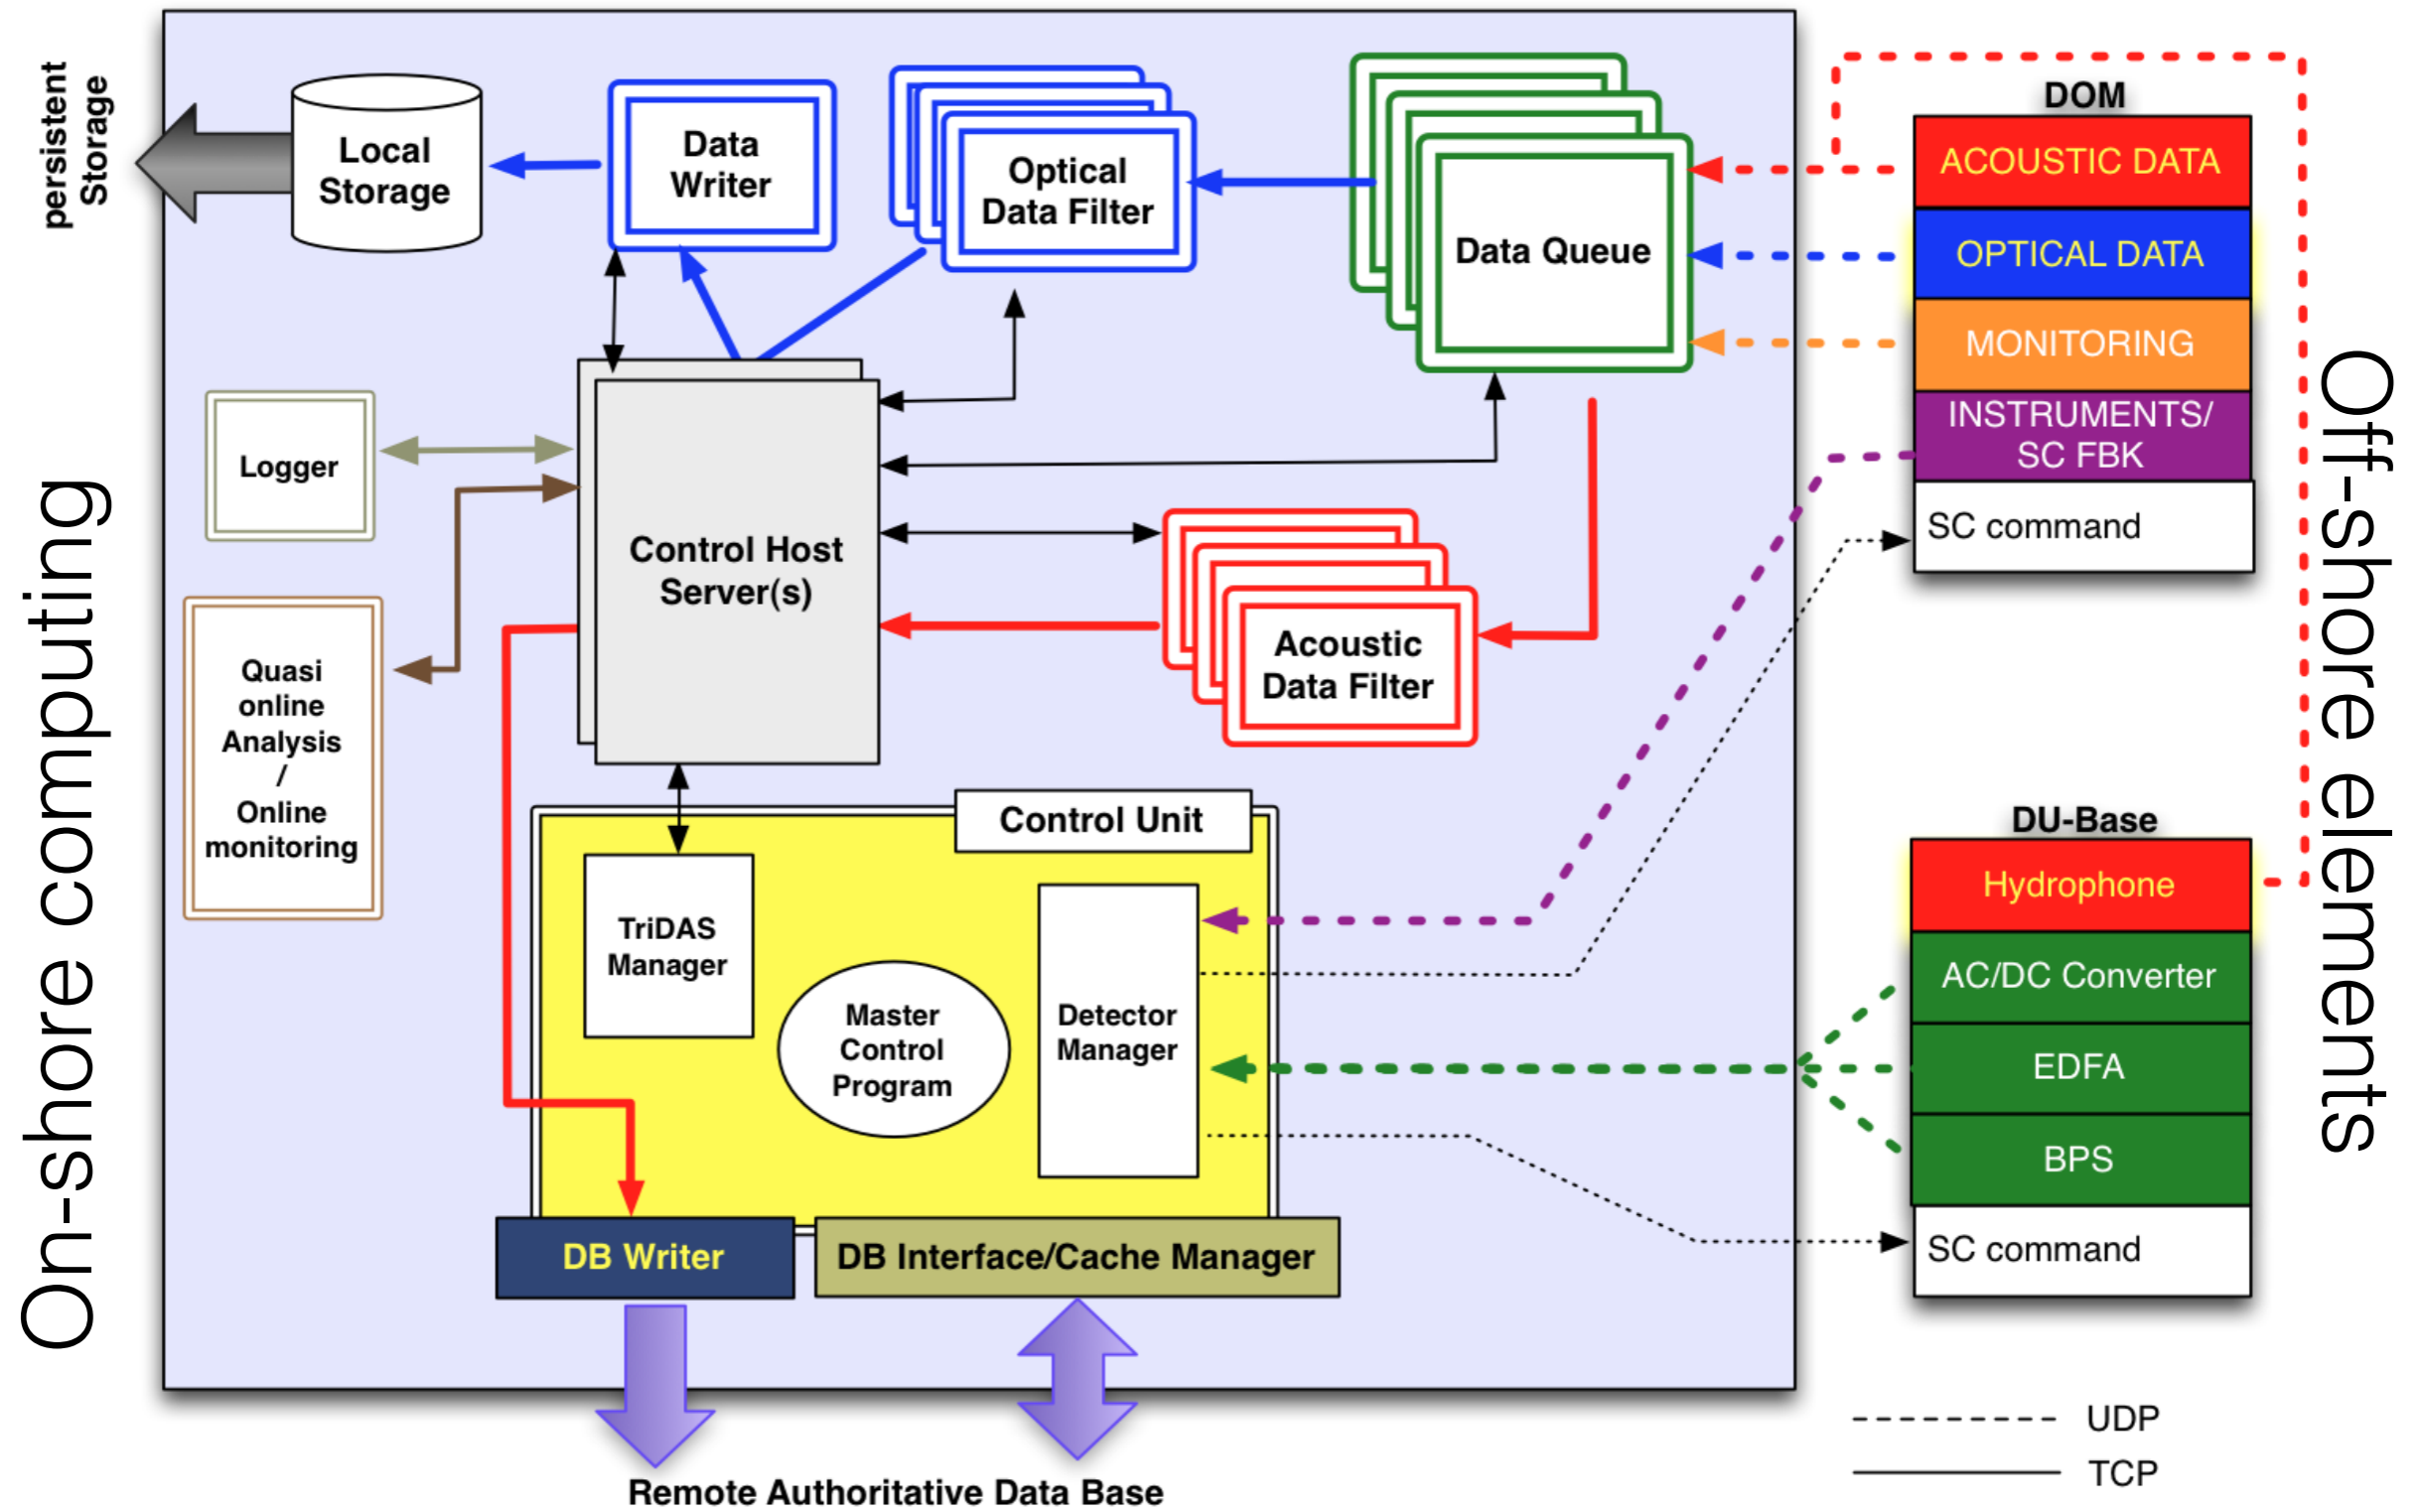 On-shore computing
persistent
Storage
Local
Storage
Data
Writer
Optical
Data Filter
Data Queue
Logger
Control Host
Server(s)
Quasi
online
Analysis
/
Online
monitoring
Acoustic
Data Filter
Control Unit
TriDAS
Manager
Master
Control
Program
Detector
Manager
DB Writer
DB Interface/Cache Manager
Remote Authoritative Data Base
DOM
ACOUSTIC DATA
OPTICAL DATA
MONITORING
INSTRUMENTS/
SC FBK
SC command
DU-Base
Hydrophone
AC/DC Converter
EDFA
BPS
SC command
Off-shore elements
UDP
TCP